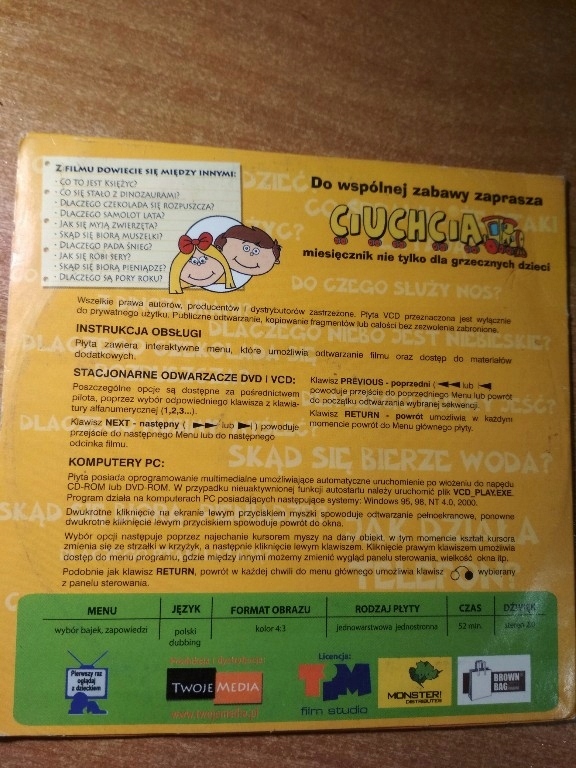 Z FILMU DOWIECIE SIĘ MIĘDZY INNYMI:
- CO TO JEST KSIĘŻYC?
- CO SIĘ STAŁO Z DINOZAURAMI?
- DLACZEGO CZEKOLADA SIĘ ROZPUSZCZA?
- DLACZEGO SAMOLOT LATA?
- JAK SIĘ MYJĄ ZWIERZĘTA?
- SKĄD SIĘ BIORĄ MUSZELKI?
- DLACZEGO PADA ŚNIEG?
- JAK SIĘ ROBI SERY?
- SKĄD SIĘ BIORĄ PIENIĄDZE?
- DLACZEGO SĄ PORY ROKU?
Do wspólnej zabawy zaprasza
CIUCHCIA
miesięcznik nie tylko dla grzecznych dzieci
DO CZEGO SŁUŻY NOS?
Wszelkie prawa autorów, producentów i dystrybutorów zastrzeżone. Płyta VCD przeznaczona jest wyłącznie
do prywatnego użytku. Publiczne odtwarzanie, kopiowanie fragmentów lub całości bez zezwolenia zabronione.
NIEBO JEST NIEBIESKIE?
INSTRUKCJA OBSŁUGI
Płyta zawiera interaktywne menu, które umożliwia odtwarzanie filmu oraz dostęp do materiałów
dodatkowych.
STACJONARNE ODTWARZACZE DVD i VCD:
Poszczególne opcje są dostępne za pośrednictwem
pilota, poprzez wybór odpowiedniego klawisza z klawia-
tury alfanumerycznej (1,2,3...).
Klawisz NEXT - następny ( lub ) powoduje
przejście do następnego Menu lub do następnego
odcinka filmu.
Klawisz PREVIOUS - poprzedni ( lub
powoduje przejście do poprzedniego Menu lub powrót
do początku odtwarzania wybranej sekwencji.
Klawisz RETURN - powrót umożliwia w każdym
momencie powrót do Menu głównego płyty.
SKĄD SIĘ BIERZE WODA?
KOMPUTERY PC:
Płyta posiada oprogramowanie multimedialne umożliwiające automatyczne uruchomienie po włożeniu do napędu
CD-ROM lub DVD-ROM. W przypadku nieuaktywnionej funkcji autostartu należy uruchomić plik VCD_PLAY.EXE.
Program działa na komputerach PC posiadających następujące systemy: Windows 95, 98, NT 4.0, 2000.
Dwukrotne kliknięcie na ekranie lewym przyciskiem myszki spowoduje odtwarzanie pełnoekranowe, ponowne
dwukrotne kliknięcie lewym przyciskiem spowoduje powrót do okna.
Wybór opcji następuje poprzez najechanie kursorem myszy na dany obiekt, w tym momencie kształt kursora
zmienia się ze strzałki w krzyżyk, a następnie kliknięcie lewym klawiszem. Kliknięcie prawym klawiszem umożliwia
dostęp do menu programu, gdzie między innymi możemy zmienić wygląd panelu sterowania, wielkość okna itp.
Podobnie jak klawisz RETURN, powrót w każdej chwili do menu głównego umożliwia klawisz wybierany
z panelu sterowania.
MENU JĘZYK FORMAT OBRAZU RODZAJ PŁYTY CZAS DŹWIĘK
wybór bajek, zapowiedzi polski kolor 4:3 jednowarstwowa jednostronna 52 min. stereo 2.0
dubbing
Pierwszy raz
oglądaj
z dzieckiem
TWOJE MEDIA
Licencja:
TiM
film studio
MONSTER!
BROWN
BAG